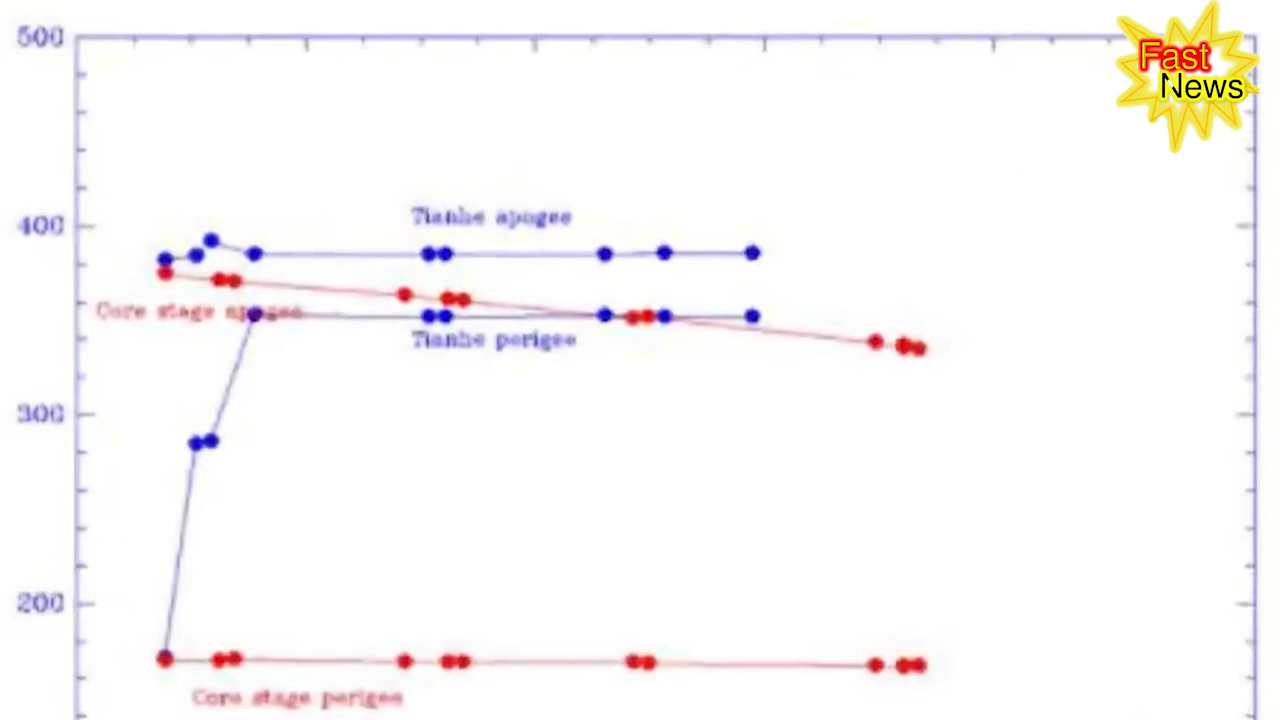 500
Fast
News
400
Tianhe apogee
Core stage apogee
Tianhe perigee
300
200
Core stage perigee